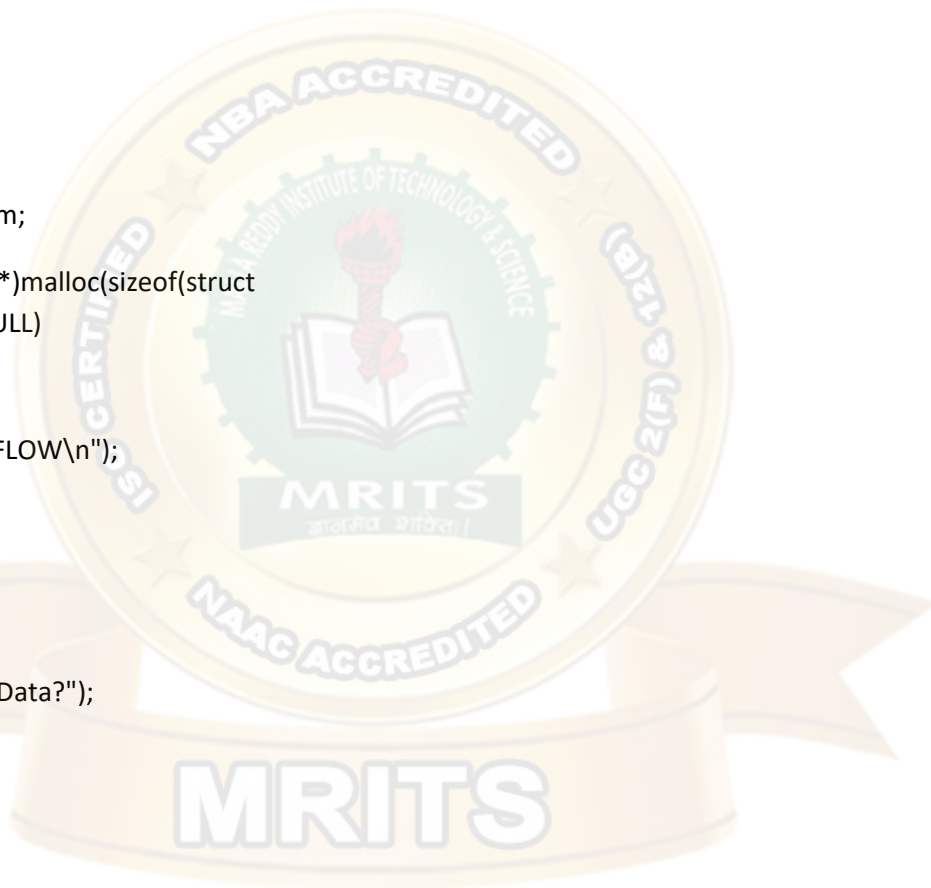 m;
*)malloc(sizeof(struct
JLL)
FLOW\n");
Data?");
NBA ACCREDITED
ISO CERTIFIED
UGC 2(F) & 12(B)
NAAC ACCREDITED
MALLA REDDY INSTITUTE OF TECHNOLOGY & SCIENCE
MRITS
MRITS